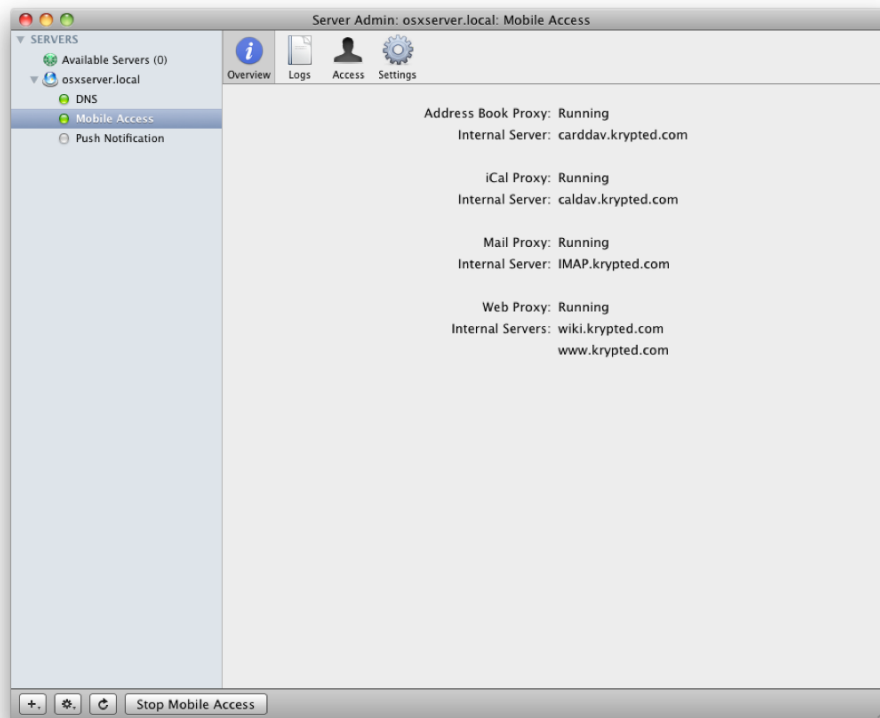 Server Admin: osxserver.local: Mobile Access
SERVERS
Available Servers (0)
osxserver.local
DNS
Mobile Access
Push Notification
Overview
Logs
Access
Settings
Address Book Proxy: Running
Internal Server: carddav.krypted.com
iCal Proxy: Running
Internal Server: caldav.krypted.com
Mail Proxy: Running
Internal Server: IMAP.krypted.com
Web Proxy: Running
Internal Servers: wiki.krypted.com
www.krypted.com
Stop Mobile Access